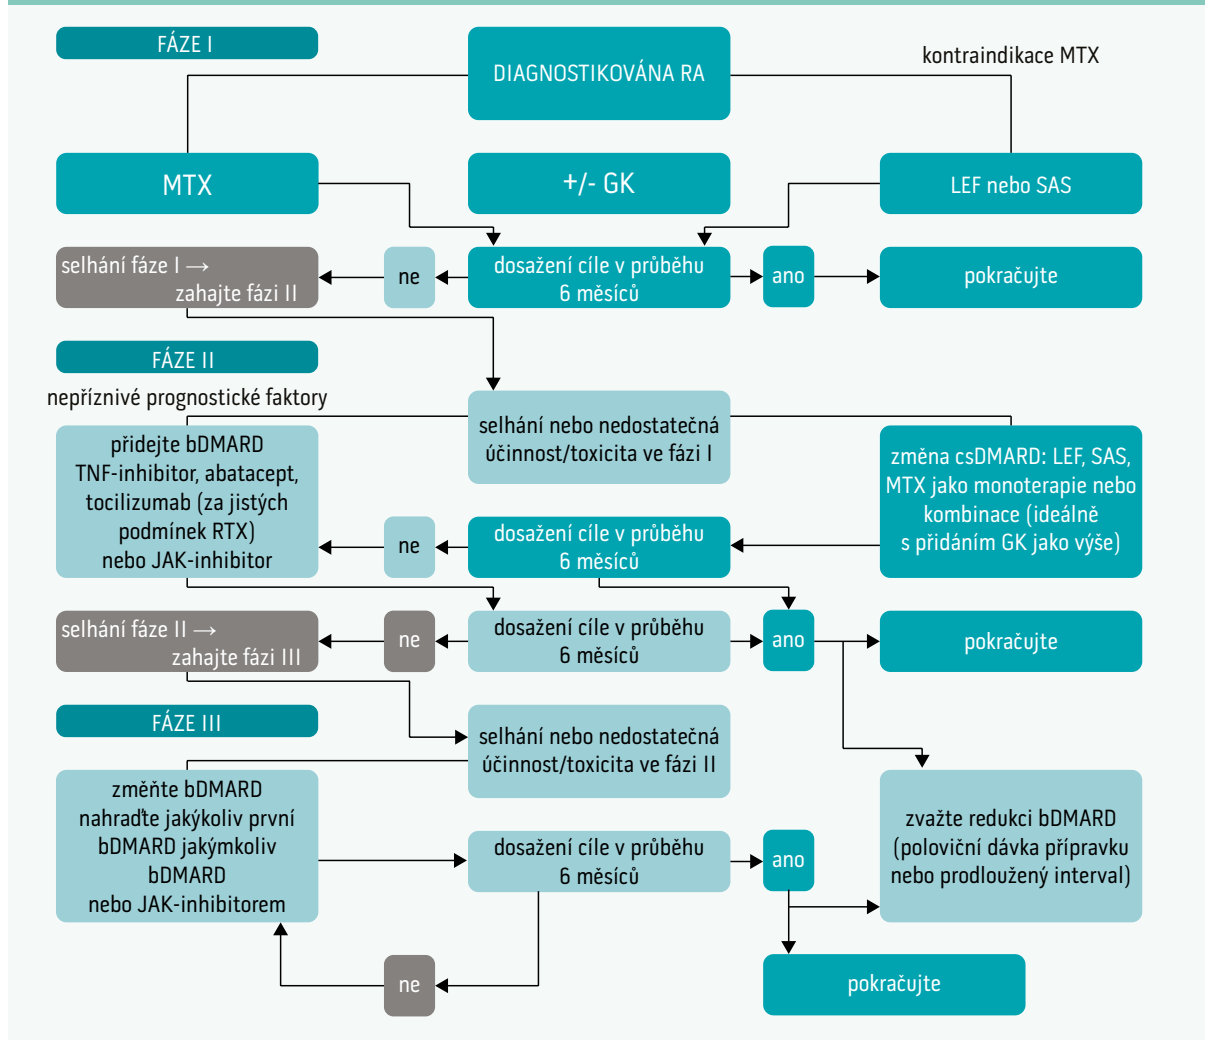 FÁZE I
DIAGNOSTIKOVÁNA RA
kontraindikace MTX
MTX
+/- GK
LEF nebo SAS
selhání fáze I →
zahajte fázi II
ne
dosažení cíle v průběhu
6 měsíců
ano
pokračujte
FÁZE II
nepříznivé prognostické faktory
selhání nebo nedostatečná
účinnost/toxicita ve fázi I
přidejte bDMARD
TNF-inhibitor, abatacept,
tocilizumab (za jistých
podmínek RTX)
nebo JAK-inhibitor
změna csDMARD: LEF, SAS,
MTX jako monoterapie nebo
kombinace (ideálně
s přidáním GK jako výše)
ne
dosažení cíle v průběhu
6 měsíců
selhání fáze II →
zahajte fázi III
ne
dosažení cíle v průběhu
6 měsíců
ano
pokračujte
FÁZE III
selhání nebo nedostatečná
účinnost/toxicita ve fázi II
změňte bDMARD
nahraďte jakýkoliv první
bDMARD jakýmkoliv
bDMARD
nebo JAK-inhibitorem
dosažení cíle v průběhu
6 měsíců
ano
zvažte redukci bDMARD
(poloviční dávka přípravku
nebo prodloužený interval)
ne
pokračujte